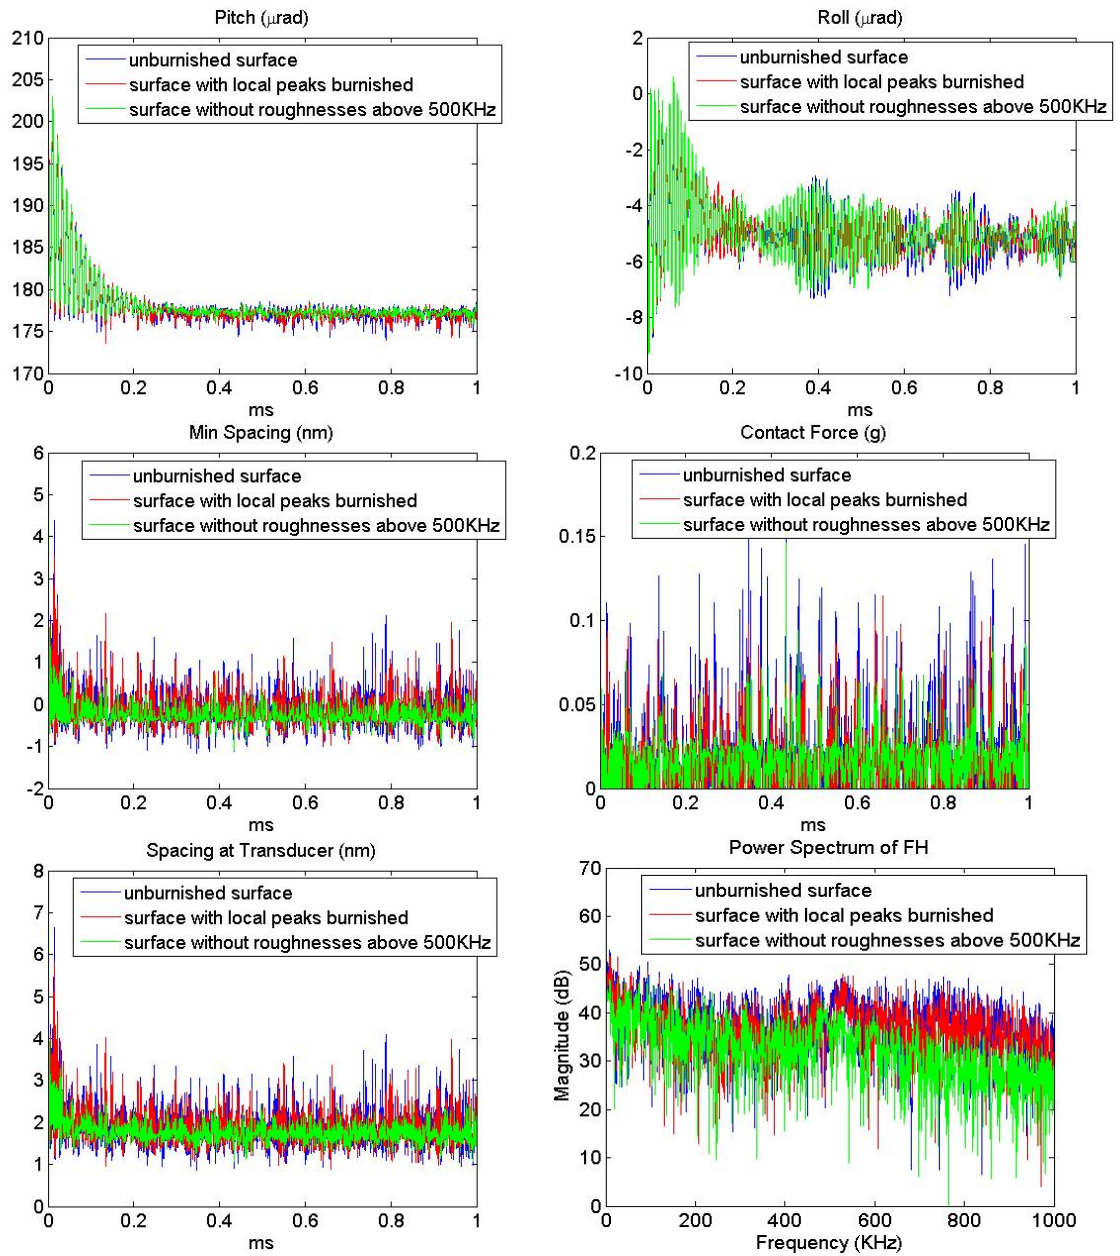 Pitch (μrad)
210
205
200
195
190
185
180
175
170
unburnished surface
surface with local peaks burnished
surface without roughnesses above 500KHz
0 0.2 0.4 0.6 0.8 1
ms
Roll (μrad)
2
0
-2
-4
-6
-8
-10
unburnished surface
surface with local peaks burnished
surface without roughnesses above 500KHz
0 0.2 0.4 0.6 0.8 1
ms
Min Spacing (nm)
6
5
4
3
2
1
0
-1
-2
unburnished surface
surface with local peaks burnished
surface without roughnesses above 500KHz
0 0.2 0.4 0.6 0.8 1
ms
Contact Force (g)
0.2
0.15
0.1
0.05
0
unburnished surface
surface with local peaks burnished
surface without roughnesses above 500KHz
0 0.2 0.4 0.6 0.8 1
ms
Spacing at Transducer (nm)
8
7
6
5
4
3
2
1
0
unburnished surface
surface with local peaks burnished
surface without roughnesses above 500KHz
0 0.2 0.4 0.6 0.8 1
ms
Power Spectrum of FH
70
60
50
40
30
20
10
0
Magnitude (dB)
unburnished surface
surface with local peaks burnished
surface without roughnesses above 500KHz
0 200 400 600 800 1000
Frequency (KHz)